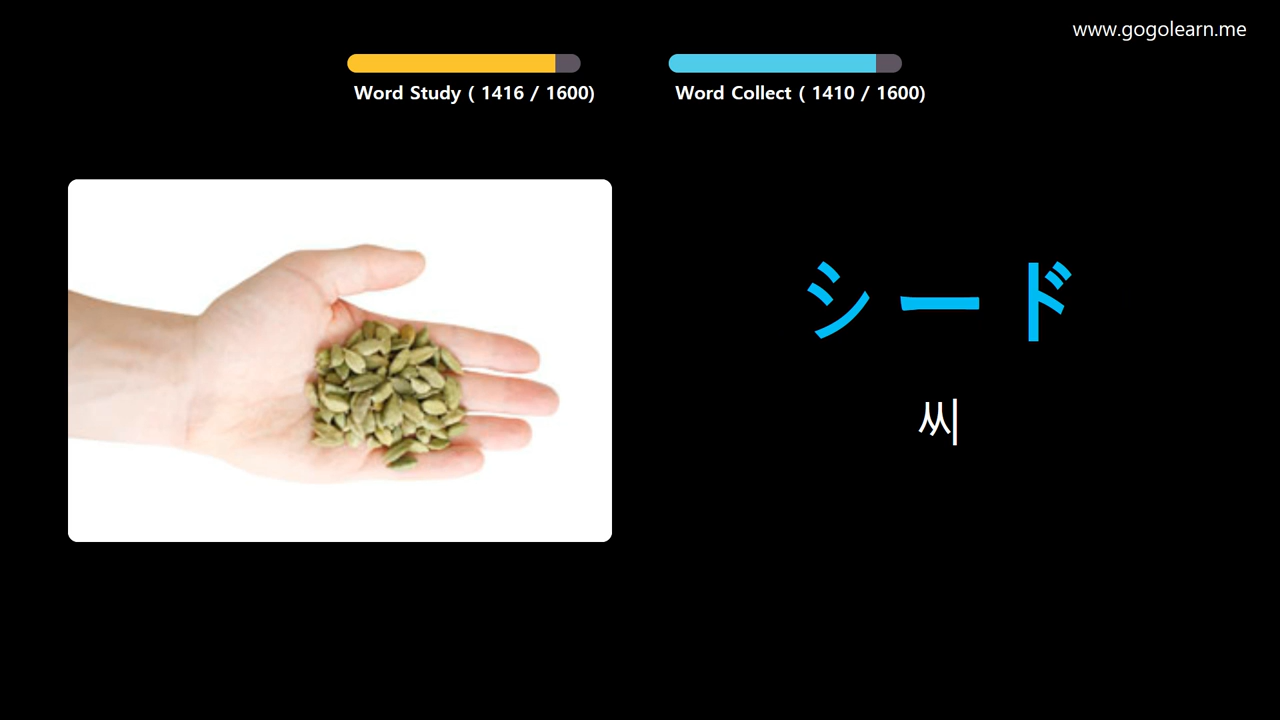 www.gogolearn.me
Word Study ( 1416 / 1600)
Word Collect ( 1410 / 1600)
シード
씨